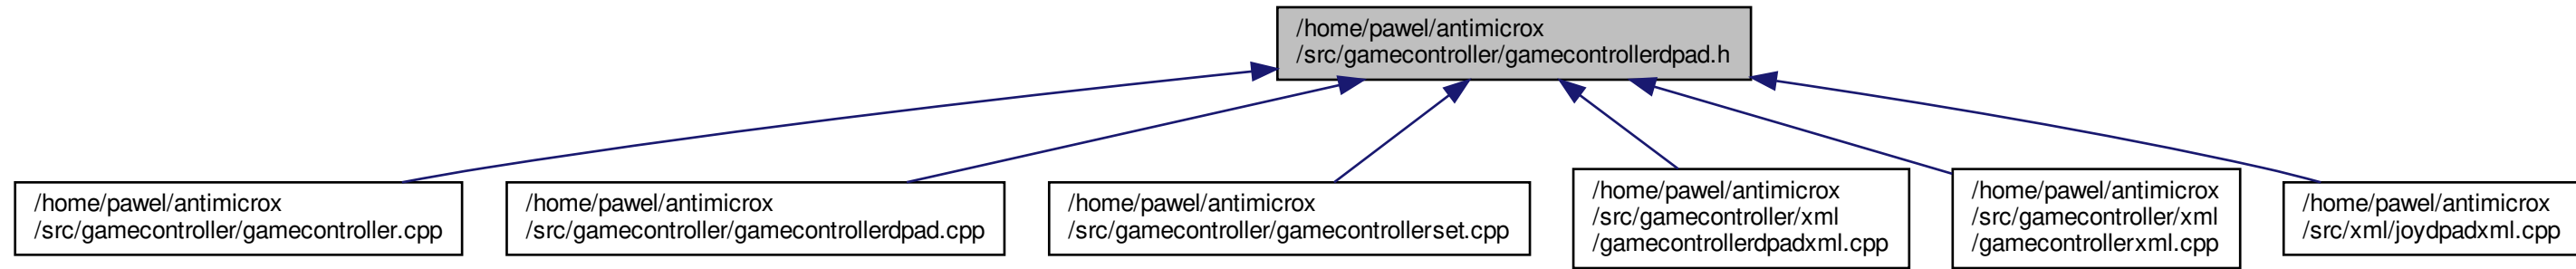 /home/pawel/antimicrox
/src/gamecontroller/gamecontrollerdpad.h
/home/pawel/antimicrox
/src/gamecontroller/gamecontroller.cpp
/home/pawel/antimicrox
/src/gamecontroller/gamecontrollerdpad.cpp
/home/pawel/antimicrox
/src/gamecontroller/gamecontrollerset.cpp
/home/pawel/antimicrox
/src/gamecontroller/xml
/gamecontrollerdpadxml.cpp
/home/pawel/antimicrox
/src/gamecontroller/xml
/gamecontrollerxml.cpp
/home/pawel/antimicrox
/src/xml/joydpadxml.cpp